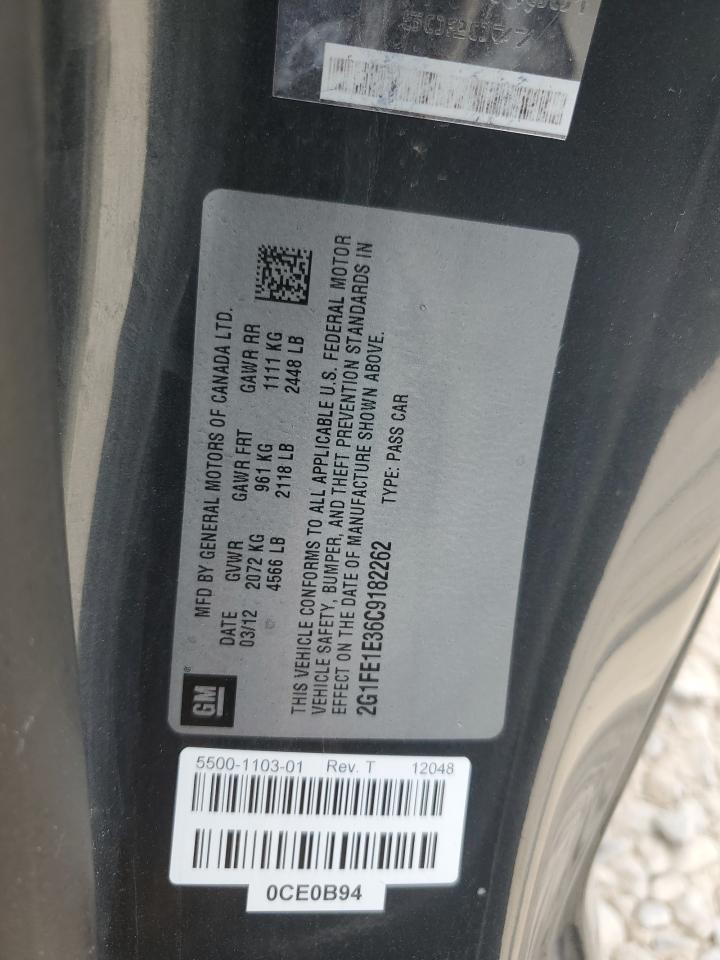 MFD BY GENERAL MOTORS OF CANADA LTD.
DATE GVWR GAWR FRT GAWR RR
03/12 2072 KG 961 KG 1111 KG
4566 LB 2118 LB 2448 LB
THIS VEHICLE CONFORMS TO ALL APPLICABLE U.S. FEDERAL MOTOR
VEHICLE SAFETY, BUMPER, AND THEFT PREVENTION STANDARDS IN
EFFECT ON THE DATE OF MANUFACTURE SHOWN ABOVE.
2G1FE1E36C9182262 TYPE: PASS CAR
GM®
5500-1103-01 Rev. T 12048
0CE0B94